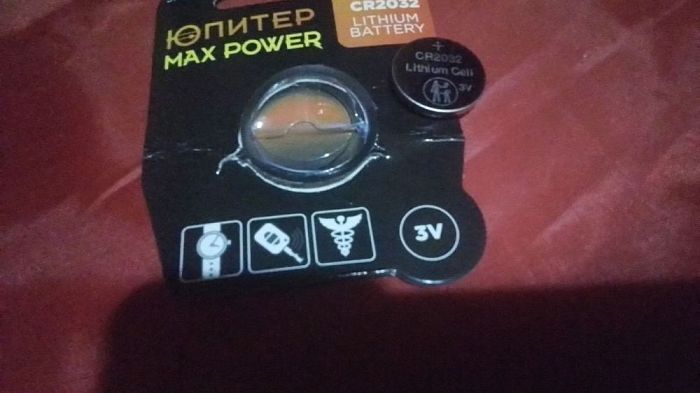 ЮПИТЕР
MAX POWER
CR2032
LITHIUM
BATTERY
+
CR2032
Lithium Cell
3V
3V